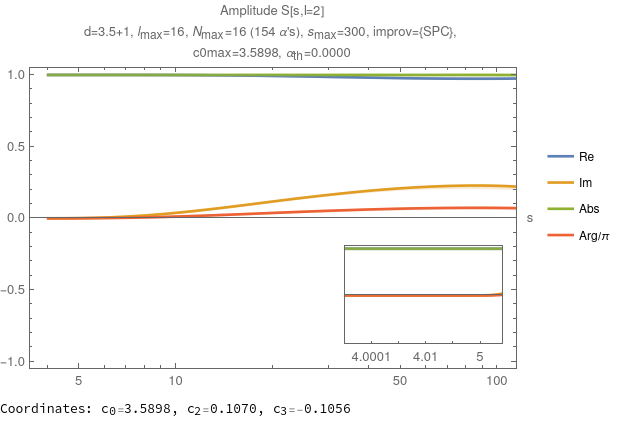 Amplitude S[s,l=2]
d=3.5+1, lmax=16, Nmax=16 (154 α's), smax=300, improv={SPC},
c0max=3.5898, αth=0.0000
1.0
0.5
0.0
−0.5
−1.0
5
10
50
100
s
4.0001
4.01
5
Re
Im
Abs
Arg/π
Coordinates: c0=3.5898, c2=0.1070, c3=−0.1056